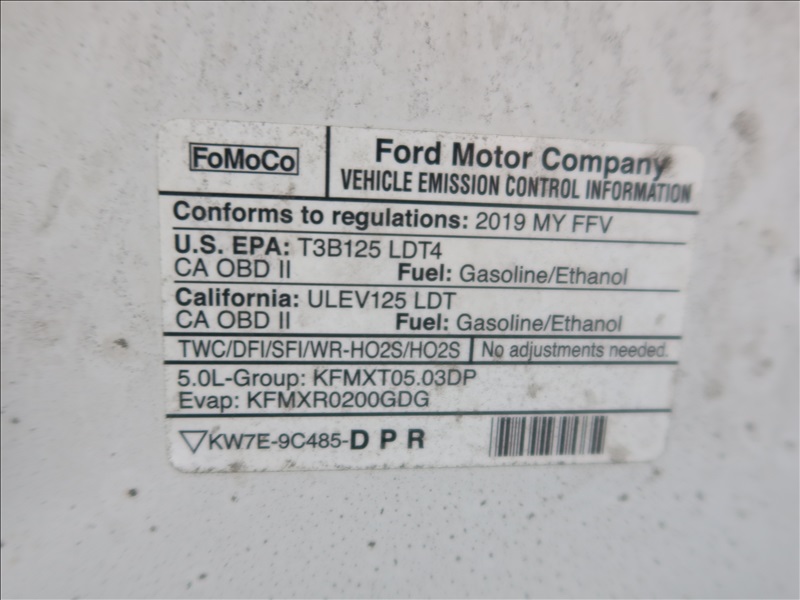 FoMoCo
Ford Motor Company
VEHICLE EMISSION CONTROL INFORMATION
Conforms to regulations: 2019 MY FFV
U.S. EPA: T3B125 LDT4
CA OBD II Fuel: Gasoline/Ethanol
California: ULEV125 LDT
CA OBD II Fuel: Gasoline/Ethanol
TWC/DFI/SFI/WR-HO2S/HO2S No adjustments needed.
5.0L-Group: KFMXT05.03DP
Evap: KFMXR0200GDG
▽KW7E-9C485-DPR